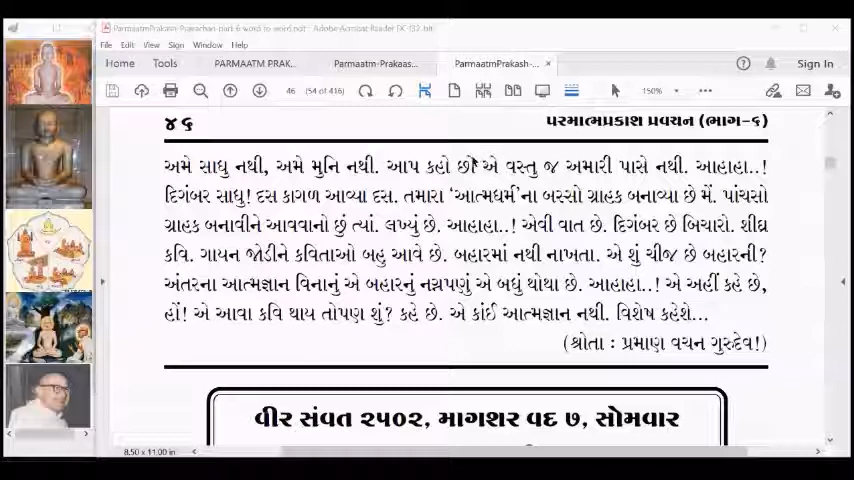 ParmaatmPrakash-Pravachan-part-6 word to word.pdf - Adobe Acrobat Reader DC (32-bit)
File Edit View Sign Window Help
Home Tools PARMAATM PRAK... Parmaatm-Prakaas... ParmaatmPrakash-... × Sign In
46 (54 of 416) 150%
૪૬ પરમાત્મપ્રકાશ પ્રવચન (ભાગ-૬)
અમે સાધુ નથી, અમે મુનિ નથી. આપ કહો છો એ વસ્તુ જ અમારી પાસે નથી. આહાહા..!
દિગંબર સાધુ! દસ કાગળ આવ્યા દસ. તમારા ‘આત્મધર્મ’ના બસ્સો ગ્રાહક બનાવ્યા છે મેં. પાંચસો
ગ્રાહક બનાવીને આવવાનો છું ત્યાં. લખ્યું છે. આહાહા..! એવી વાત છે. દિગંબર છે બિચારો. શીઘ્ર
કવિ. ગાયન જોડીને કવિતાઓ બહુ આવે છે. બહારમાં નથી નાખતા. એ શું ચીજ છે બહારની?
અંતરના આત્મજ્ઞાન વિનાનું એ બહારનું નગ્નપણું એ બધું થોથા છે. આહાહા..! એ અહીં કહે છે,
હોં! એ આવા કવિ થાય તોપણ શું? કહે છે. એ કાંઈ આત્મજ્ઞાન નથી. વિશેષ કહેશે...
(શ્રોતા : પ્રમાણ વચન ગુરુદેવ!)
વીર સંવત ૨૫૦૨, માગશર વદ ૭, સોમવાર
8.50 x 11.00 in